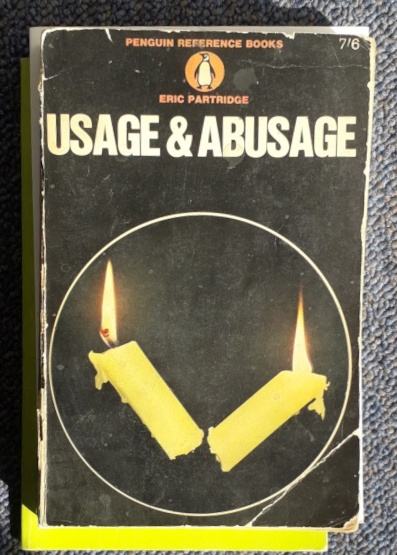 PENGUIN REFERENCE BOOKS
7/6
ERIC PARTRIDGE
USAGE & ABUSAGE